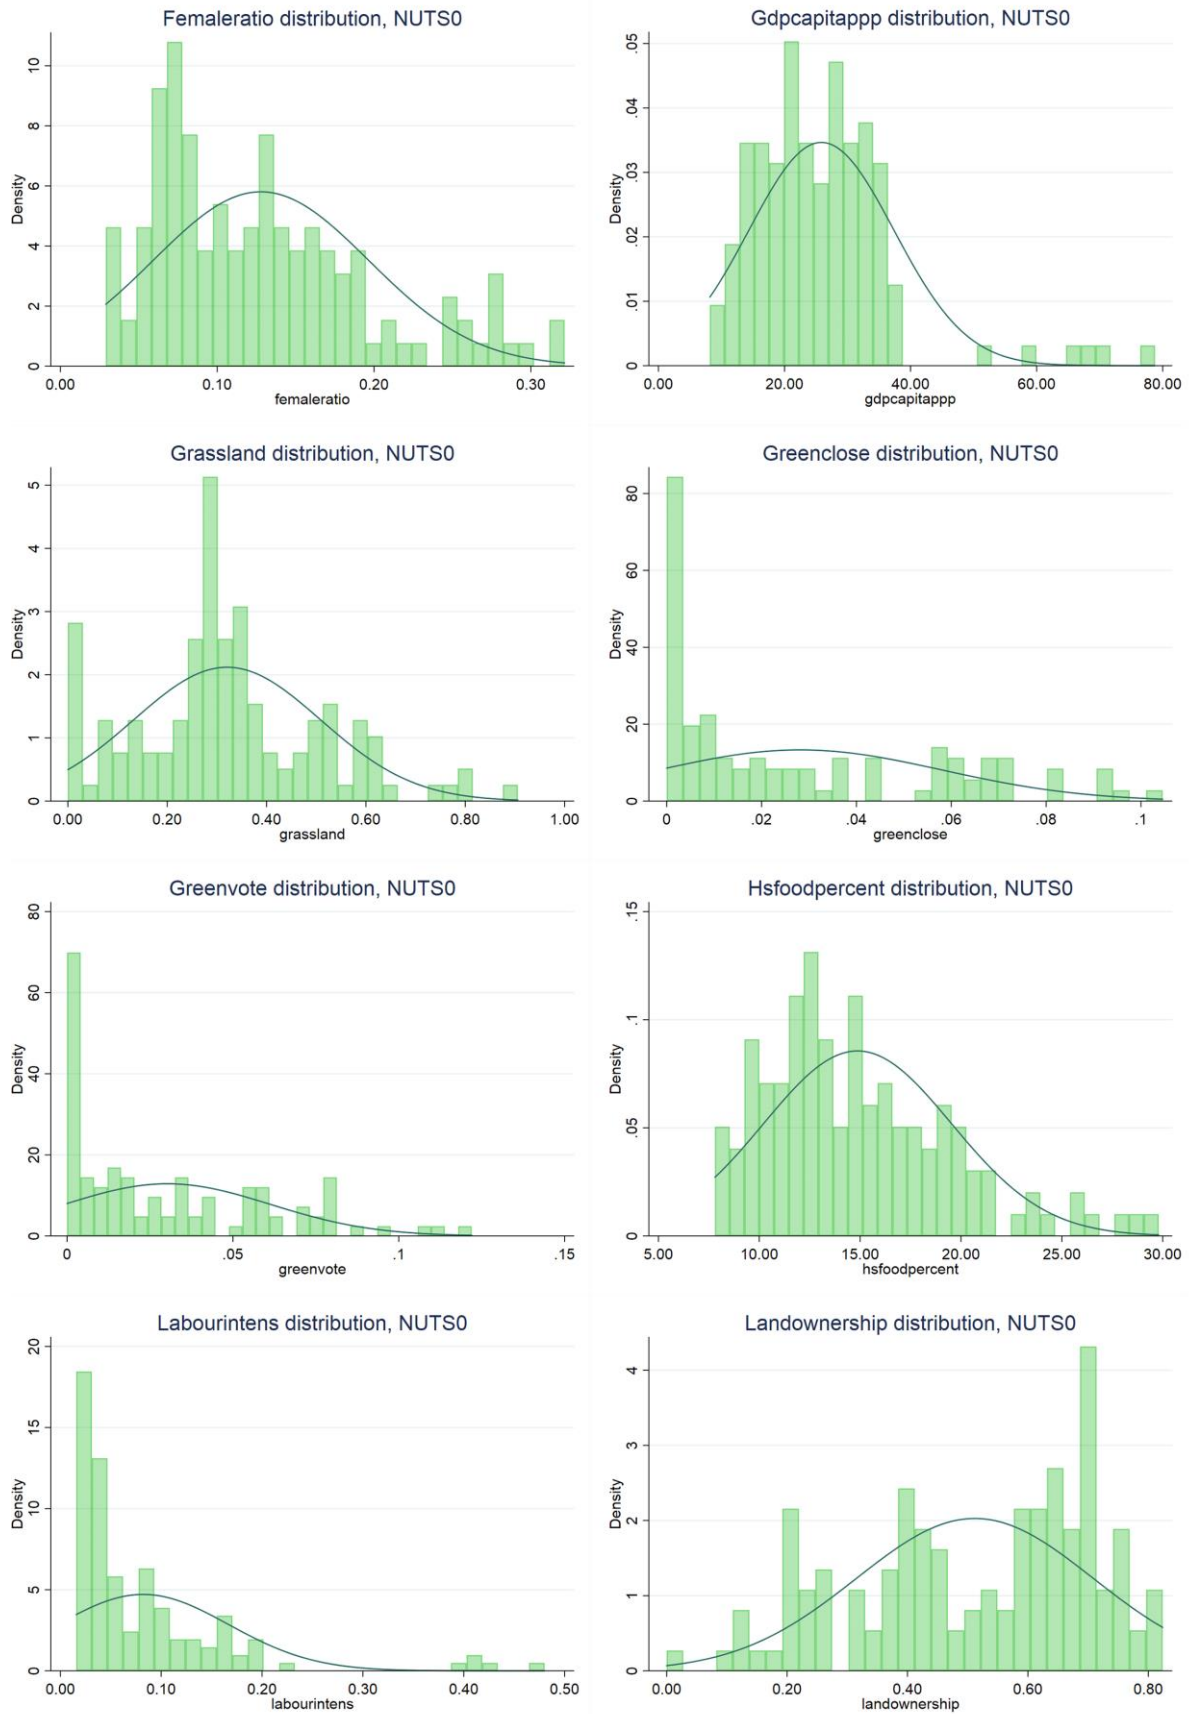 Femaleratio distribution, NUTS0
Density
0
2
4
6
8
10
0.00 0.10 0.20 0.30
femaleratio
Gdpcapitappp distribution, NUTS0
Density
0
.01
.02
.03
.04
.05
0.00 20.00 40.00 60.00 80.00
gdpcapitappp
Grassland distribution, NUTS0
Density
0
1
2
3
4
5
0.00 0.20 0.40 0.60 0.80 1.00
grassland
Greenclose distribution, NUTS0
Density
0
20
40
60
80
0 .02 .04 .06 .08 .1
greenclose
Greenvote distribution, NUTS0
Density
0
20
40
60
80
0 .05 .1 .15
greenvote
Hsfoodpercent distribution, NUTS0
Density
0
.05
.1
.15
5.00 10.00 15.00 20.00 25.00 30.00
hsfoodpercent
Labourintens distribution, NUTS0
Density
0
5
10
15
20
0.00 0.10 0.20 0.30 0.40 0.50
labourintens
Landownership distribution, NUTS0
Density
0
1
2
3
4
0.00 0.20 0.40 0.60 0.80
landownership